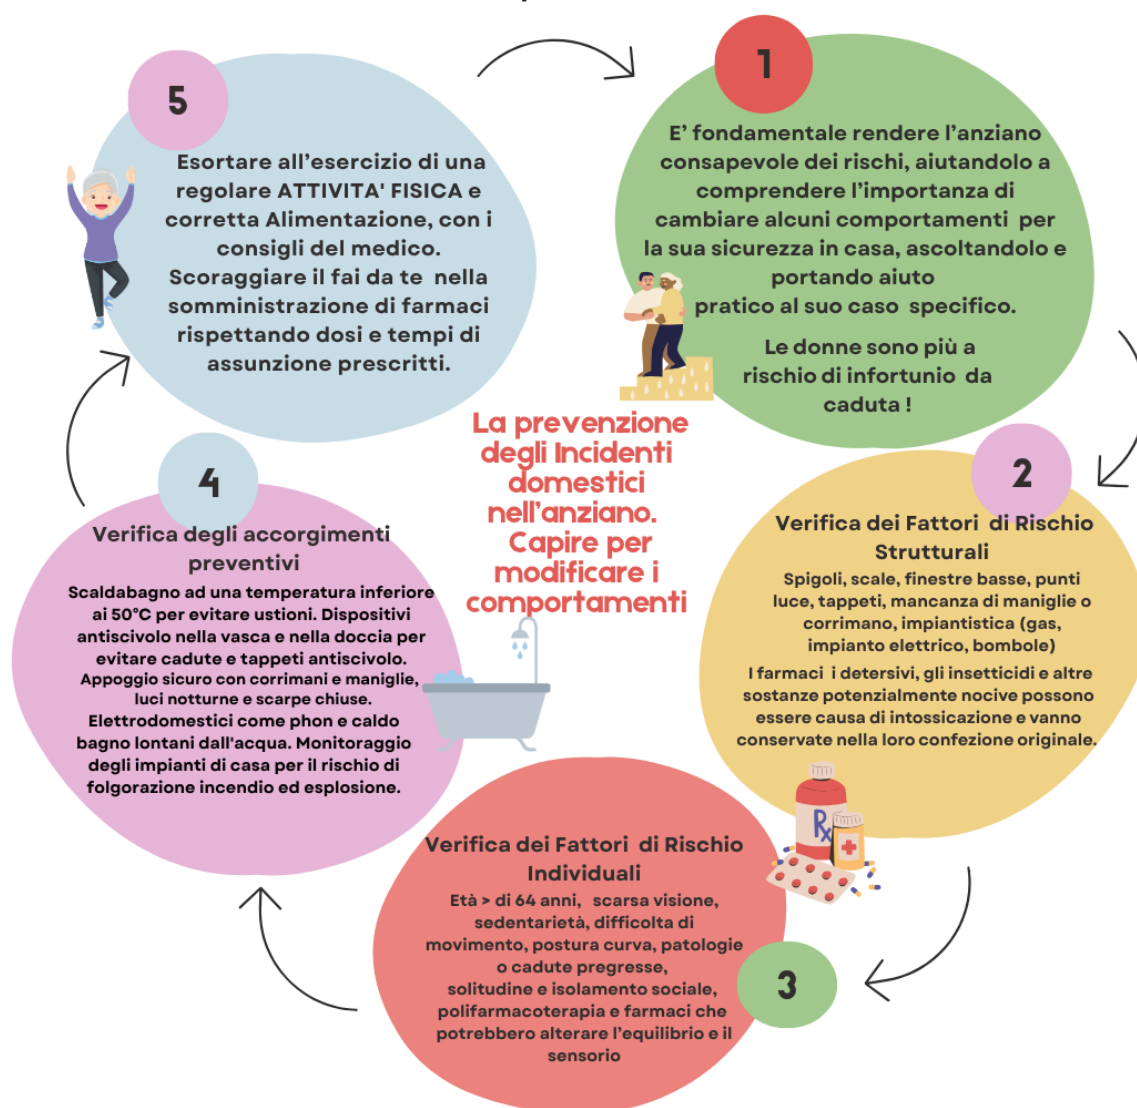 La prevenzione
degli Incidenti
domestici
nell'anziano.
Capire per
modificare i
comportamenti
1
E' fondamentale rendere l'anziano
consapevole dei rischi, aiutandolo a
comprendere l'importanza di
cambiare alcuni comportamenti per
la sua sicurezza in casa, ascoltandolo e
portando aiuto
pratico al suo caso specifico.
Le donne sono più a
rischio di infortunio da
caduta !
2
Verifica dei Fattori di Rischio
Strutturali
Spigoli, scale, finestre basse, punti
luce, tappeti, mancanza di maniglie o
corrimano, impiantistica (gas,
impianto elettrico, bombole)
I farmaci i detersivi, gli insetticidi e altre
sostanze potenzialmente nocive possono
essere causa di intossicazione e vanno
conservate nella loro confezione originale.
Rx
3
Verifica dei Fattori di Rischio
Individuali
Età > di 64 anni, scarsa visione,
sedentarietà, difficolta di
movimento, postura curva, patologie
o cadute pregresse,
solitudine e isolamento sociale,
polifarmacoterapia e farmaci che
potrebbero alterare l'equilibrio e il
sensorio
4
Verifica degli accorgimenti
preventivi
Scaldabagno ad una temperatura inferiore
ai 50°C per evitare ustioni. Dispositivi
antiscivolo nella vasca e nella doccia per
evitare cadute e tappeti antiscivolo.
Appoggio sicuro con corrimani e maniglie,
luci notturne e scarpe chiuse.
Elettrodomestici come phon e caldo
bagno lontani dall'acqua. Monitoraggio
degli impianti di casa per il rischio di
folgorazione incendio ed esplosione.
5
Esortare all'esercizio di una
regolare ATTIVITA' FISICA e
corretta Alimentazione, con i
consigli del medico.
Scoraggiare il fai da te nella
somministrazione di farmaci
rispettando dosi e tempi di
assunzione prescritti.